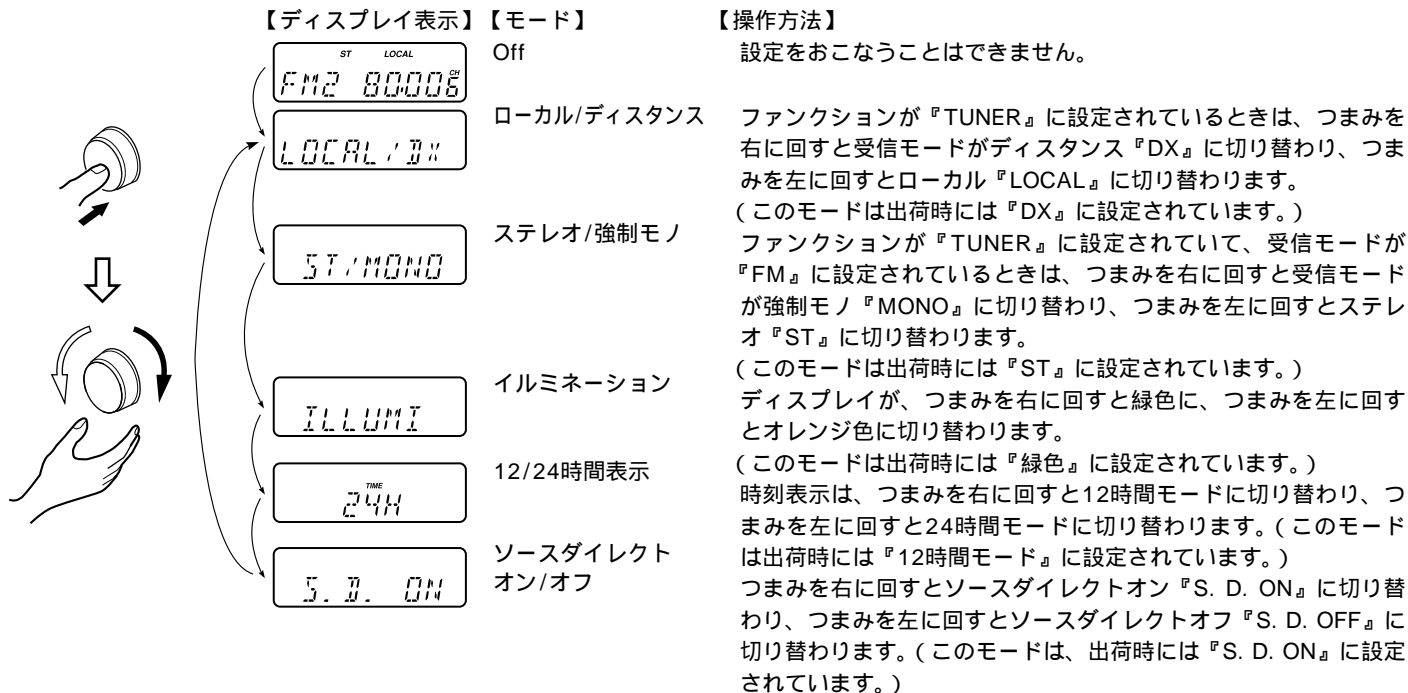 【ディスプレイ表示】【モード】 【操作方法】
ST LOCAL
FM2 80.00 6 CH
Off
設定をおこなうことはできません。
LOCAL/DX
ローカル/ディスタンス
ファンクションが『TUNER』に設定されているときは、つまみを
右に回すと受信モードがディスタンス『DX』に切り替わり、つま
みを左に回すとローカル『LOCAL』に切り替わります。
(このモードは出荷時には『DX』に設定されています。)
ST/MONO
ステレオ/強制モノ
ファンクションが『TUNER』に設定されていて、受信モードが
『FM』に設定されているときは、つまみを右に回すと受信モード
が強制モノ『MONO』に切り替わり、つまみを左に回すとステレ
オ『ST』に切り替わります。
(このモードは出荷時には『ST』に設定されています。)
ILLUMI
イルミネーション
ディスプレイが、つまみを右に回すと緑色に、つまみを左に回す
とオレンジ色に切り替わります。
(このモードは出荷時には『緑色』に設定されています。)
TIME
24H
12/24時間表示
時刻表示は、つまみを右に回すと12時間モードに切り替わり、つ
まみを左に回すと24時間モードに切り替わります。(このモード
は出荷時には『12時間モード』に設定されています。)
S. D. ON
ソースダイレクト
オン/オフ
つまみを右に回すとソースダイレクトオン『S. D. ON』に切り替
わり、つまみを左に回すとソースダイレクトオフ『S. D. OFF』に
切り替わります。(このモードは、出荷時には『S. D. ON』に設定
されています。)